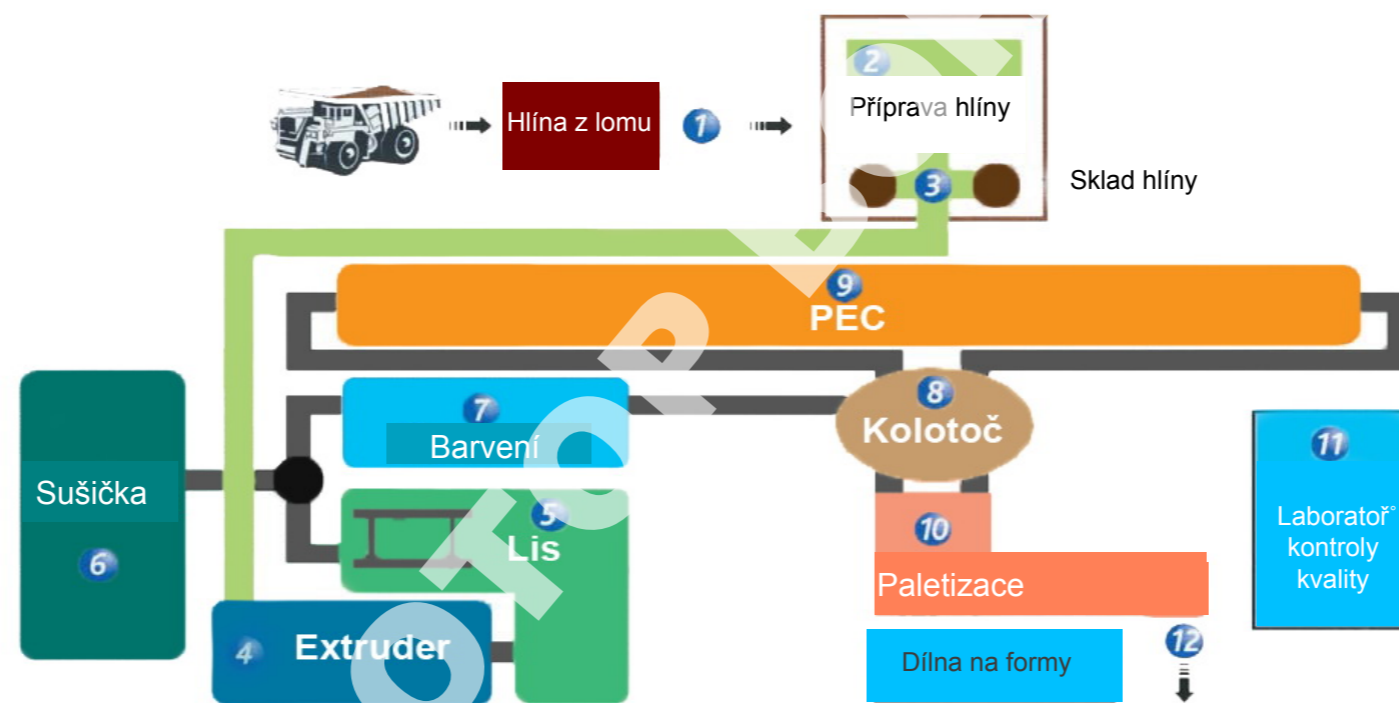 2
Příprava hlíny
Hlína z lomu
1
3
Sklad hlíny
9
PEC
8
Kolotoč
7
Barvení
11
Laboratoř
kontroly
kvality
Sušička
6
5
Lis
10
Paletizace
4
Extruder
Dílna na formy
12